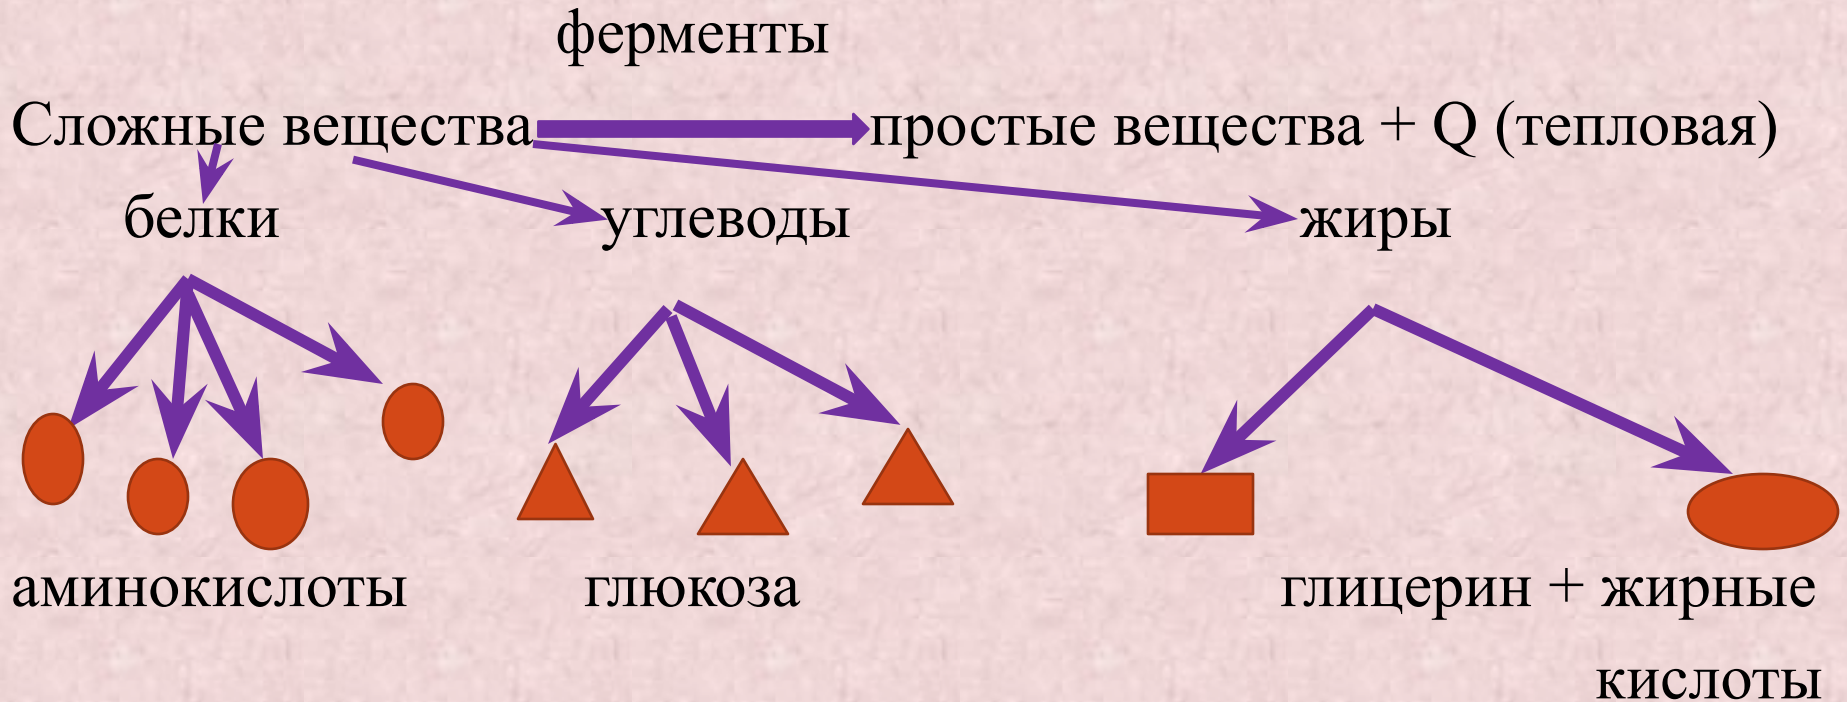 ферменты
Сложные вещества простые вещества + Q (тепловая)
белки углеводы жиры
аминокислоты глюкоза глицерин + жирные
кислоты